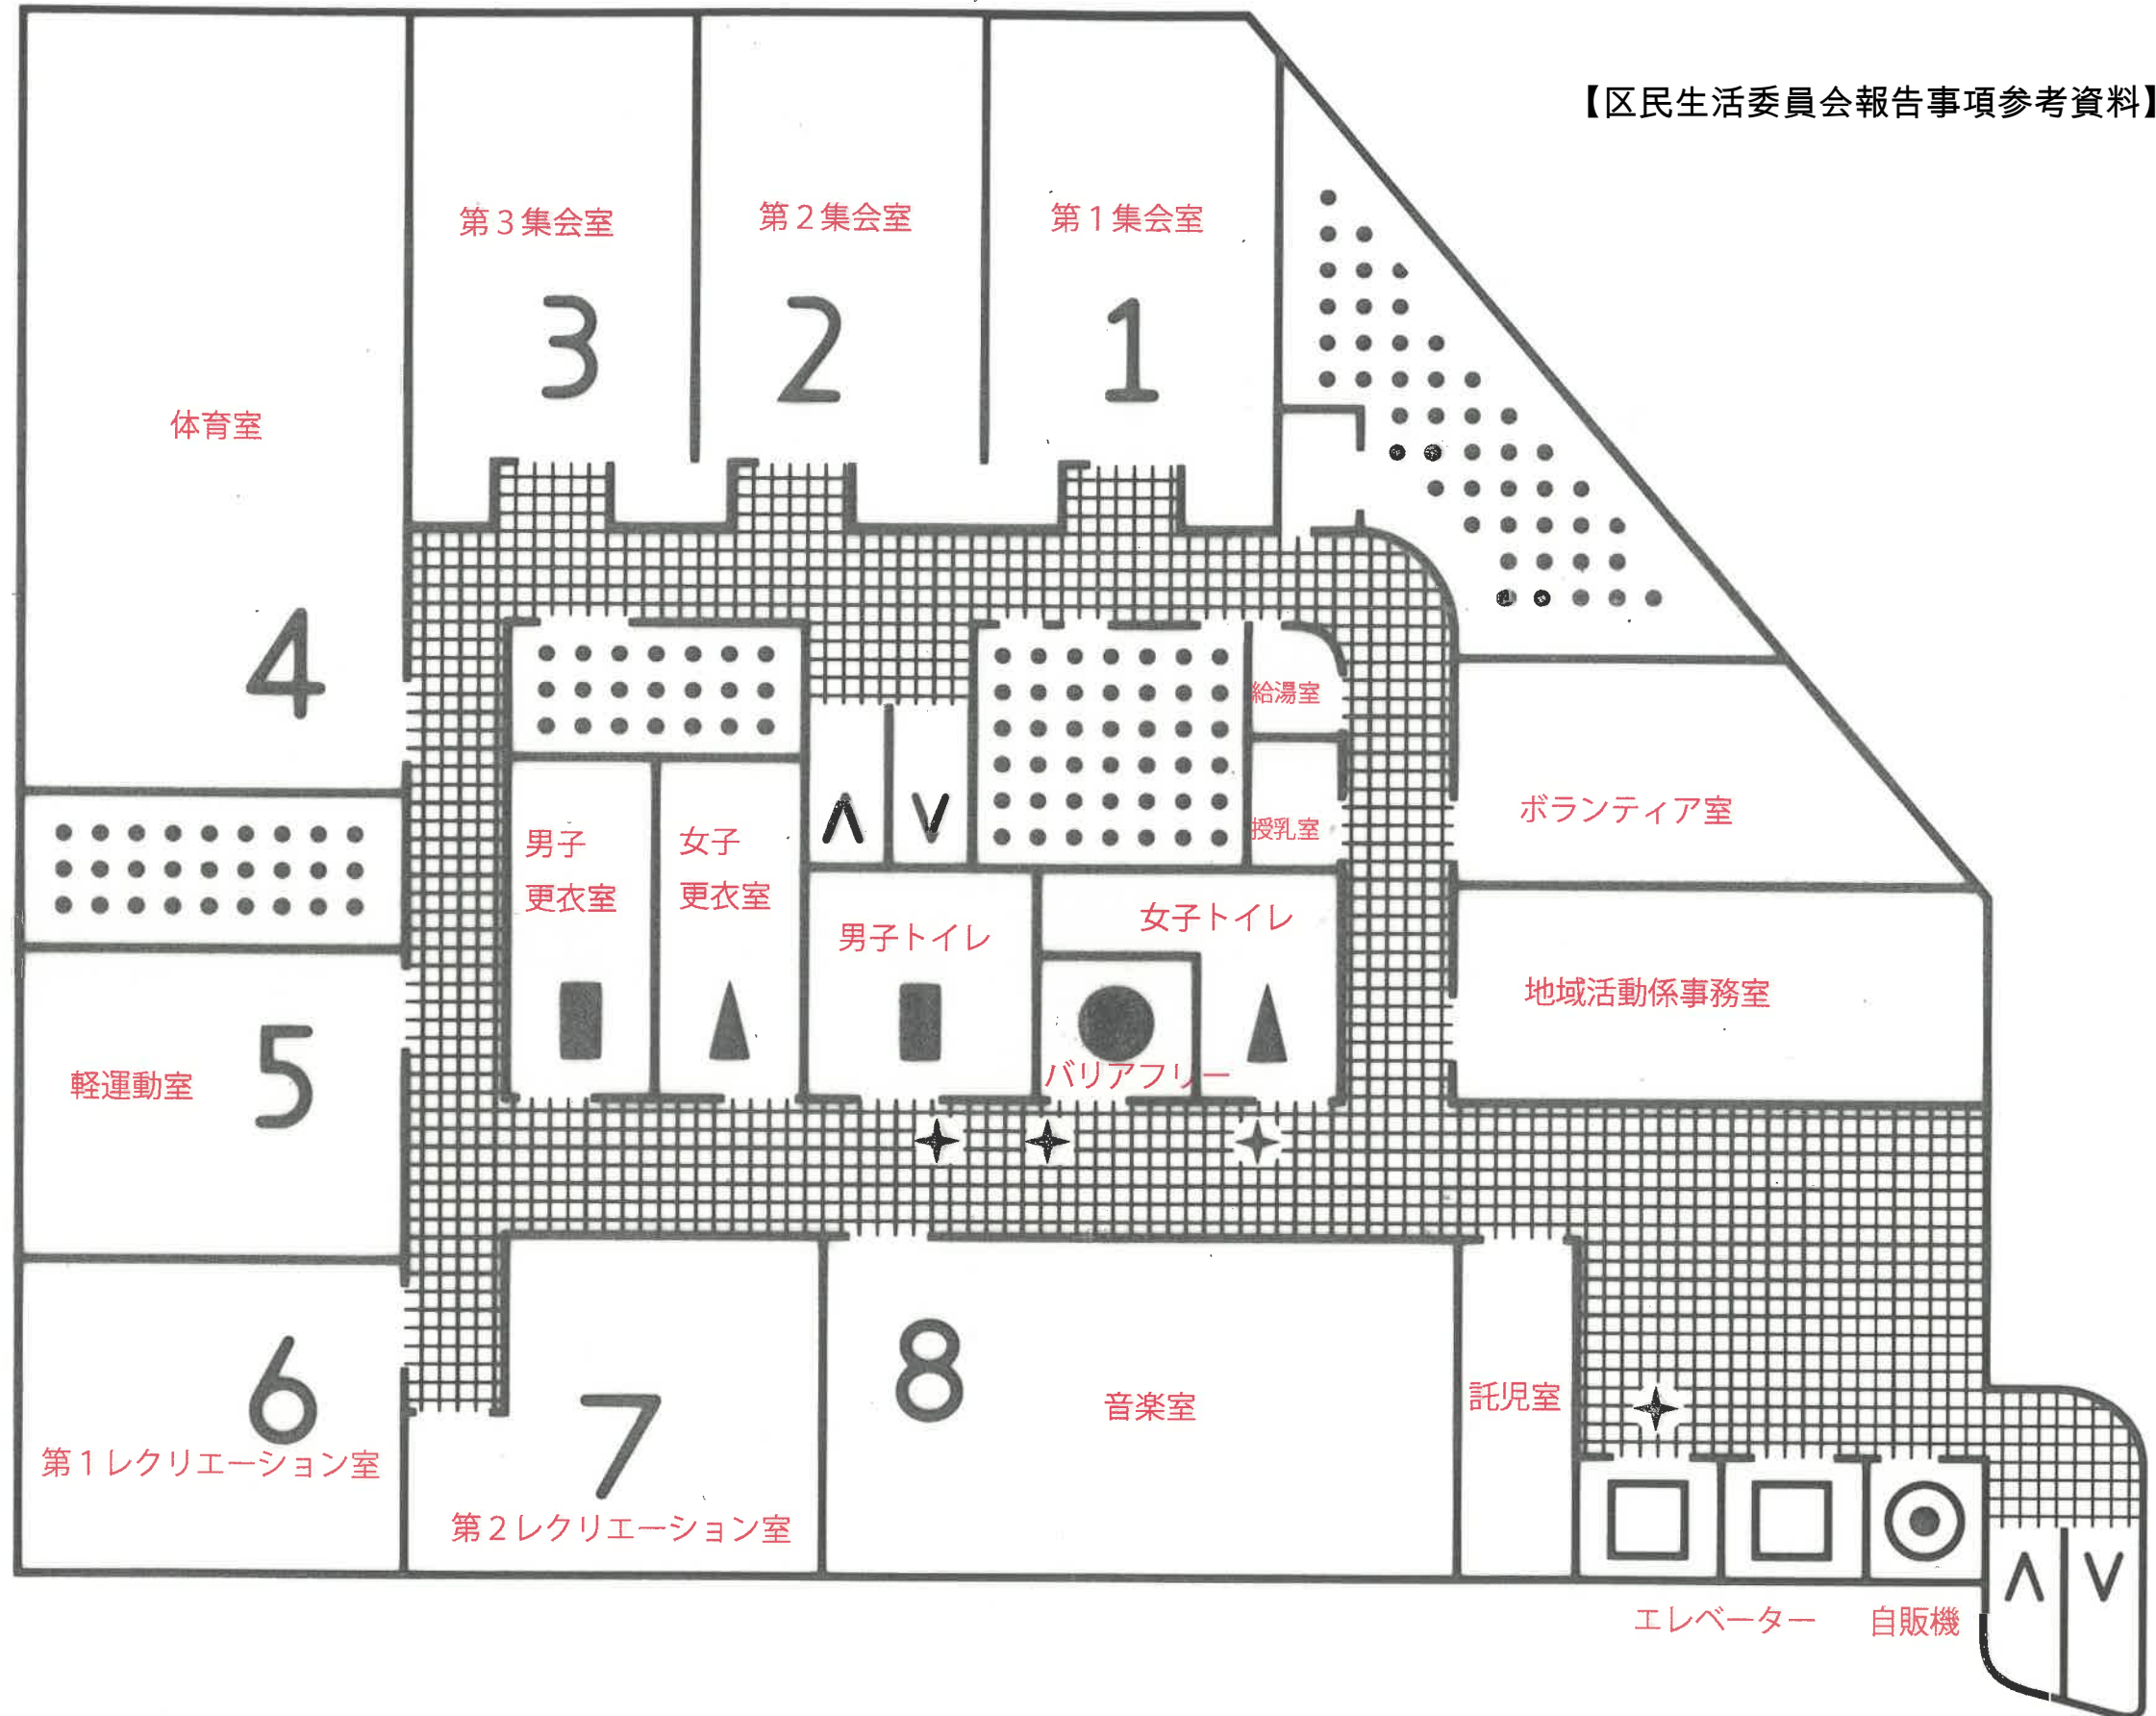 【区民生活委員会報告事項参考資料】
第３集会室
第２集会室
第１集会室
3
2
1
体育室
4
給湯室
ボランティア室
授乳室
男子
更衣室
女子
更衣室
∧
∨
男子トイレ
女子トイレ
地域活動係事務室
バリアフリー
軽運動室
5
6
第１レクリエーション室
7
第２レクリエーション室
8
音楽室
託児室
∧
∨
エレベーター
自販機